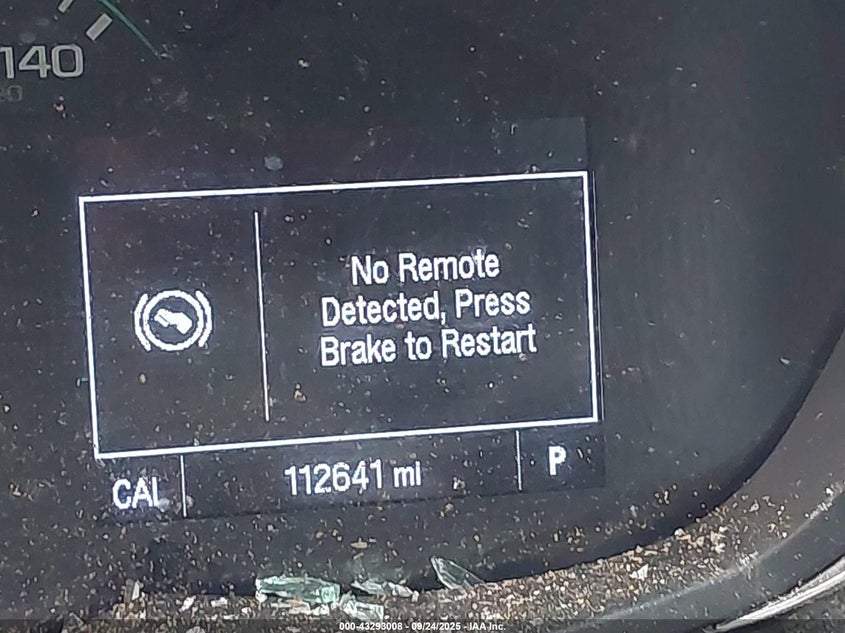 140
No Remote
Detected, Press
Brake to Restart
CAL 112641 mi P
000-43293008 - 09/24/2025 - IAA Inc.